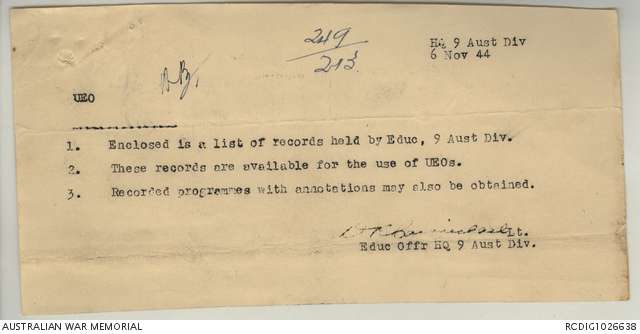 249
213
HQ 9 Aust Div
6 Nov 44
UEO
1. Enclosed is a list of records held by Educ, 9 Aust Div.
2. These records are available for the use of UEOs.
3. Recorded programmes with annotations may also be obtained.
Lt.
Educ Offr HQ 9 Aust Div.
AUSTRALIAN WAR MEMORIAL
RCDIG1026638